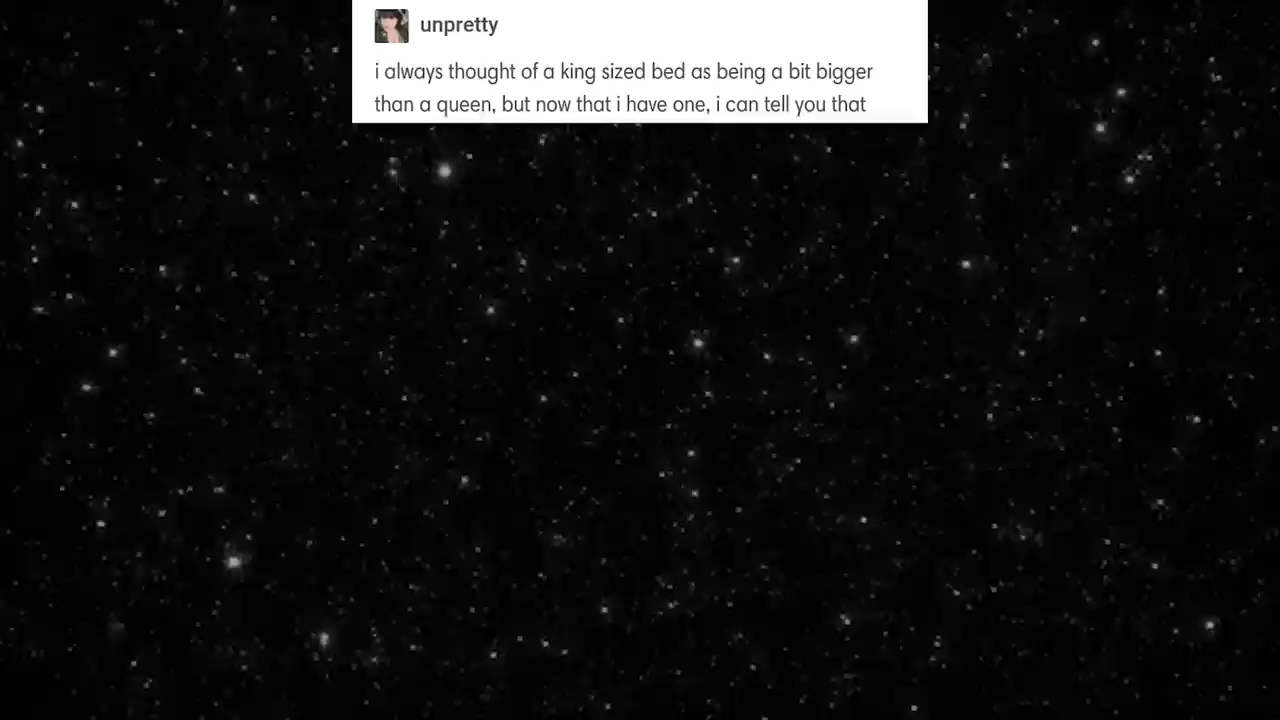 unpretty
i always thought of a king sized bed as being a bit bigger
than a queen, but now that i have one, i can tell you that